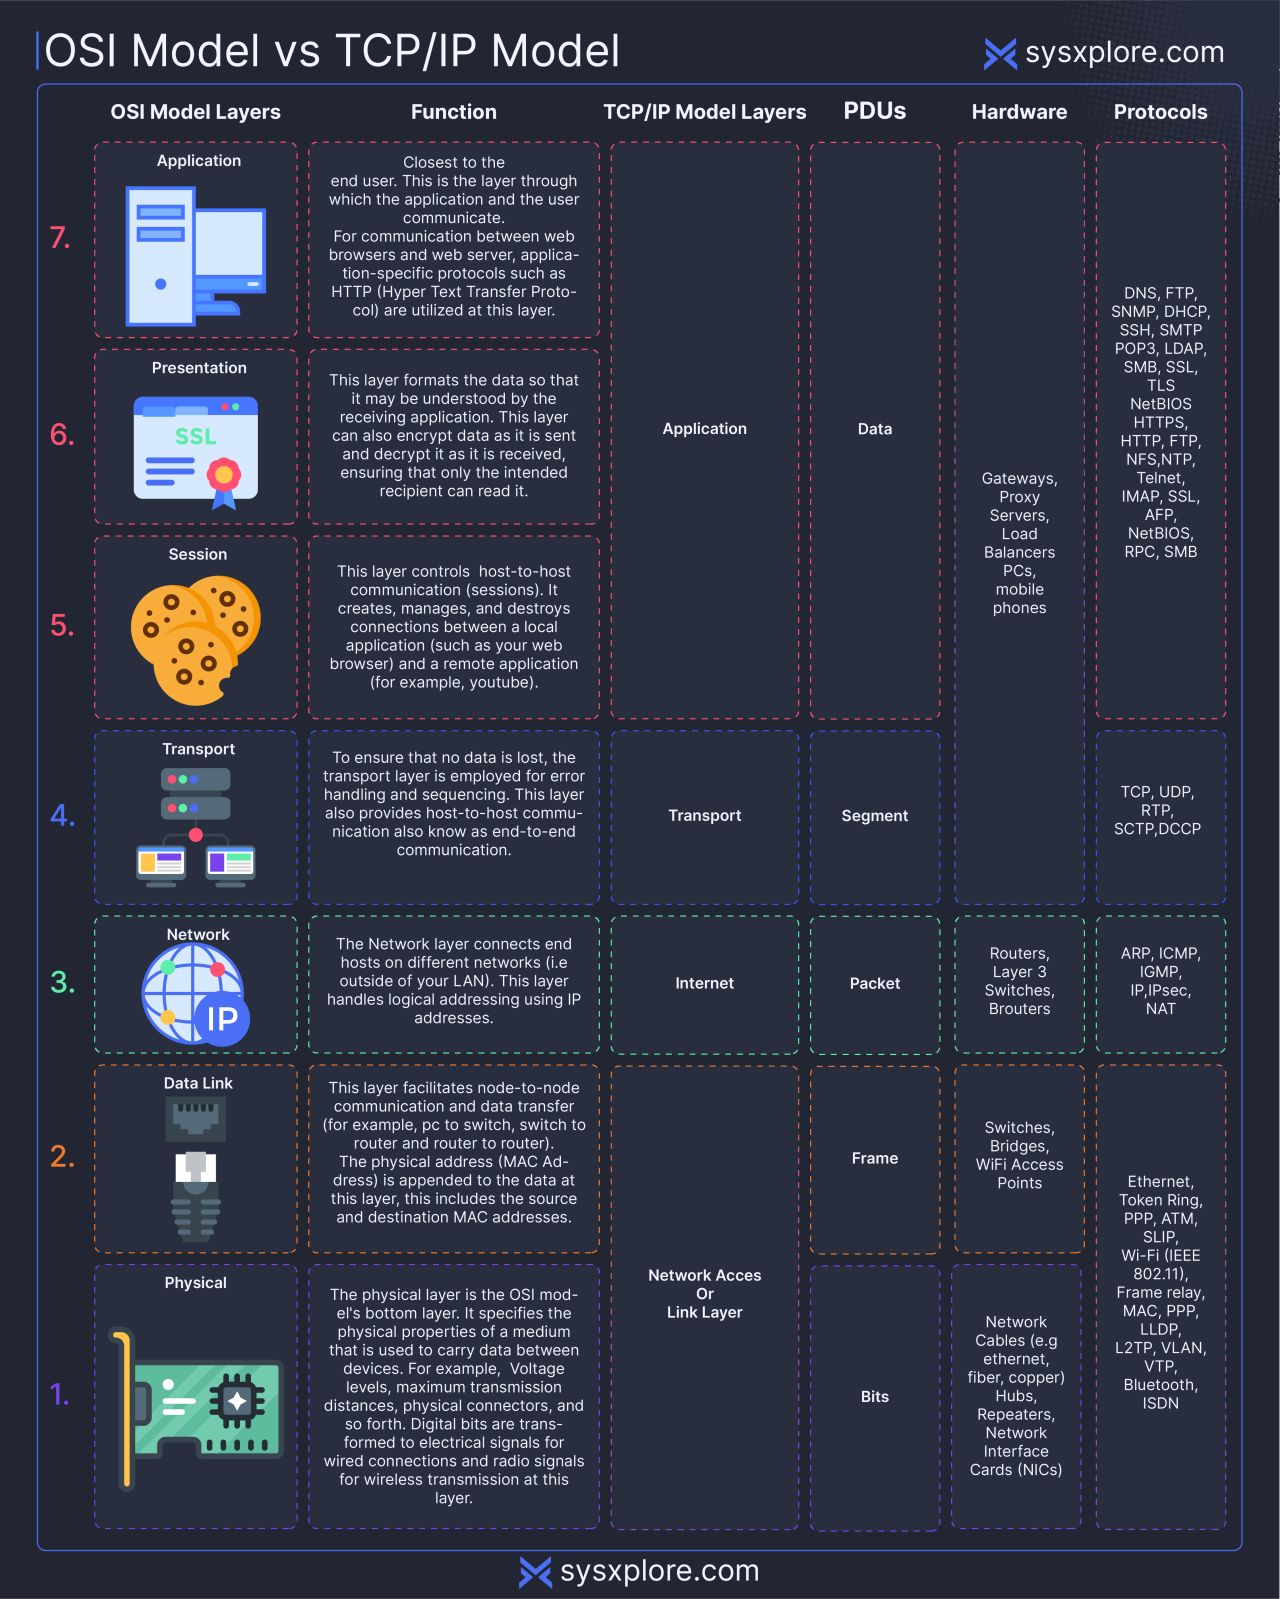 OSI Model vs TCP/IP Model
sysxplore.com
OSI Model Layers
Function
TCP/IP Model Layers
PDUs
Hardware
Protocols
7.
Application
Closest to the
end user. This is the layer through
which the application and the user
communicate.
For communication between web
browsers and web server, applica-
tion-specific protocols such as
HTTP (Hyper Text Transfer Proto-
col) are utilized at this layer.
6.
Presentation
SSL
This layer formats the data so that
it may be understood by the
receiving application. This layer
can also encrypt data as it is sent
and decrypt it as it is received,
ensuring that only the intended
recipient can read it.
5.
Session
This layer controls host-to-host
communication (sessions). It
creates, manages, and destroys
connections between a local
application (such as your web
browser) and a remote application
(for example, youtube).
Application
Data
Gateways,
Proxy
Servers,
Load
Balancers
PCs,
mobile
phones
DNS, FTP,
SNMP, DHCP,
SSH, SMTP
POP3, LDAP,
SMB, SSL,
TLS
NetBIOS
HTTPS,
HTTP, FTP,
NFS,NTP,
Telnet,
IMAP, SSL,
AFP,
NetBIOS,
RPC, SMB
4.
Transport
To ensure that no data is lost, the
transport layer is employed for error
handling and sequencing. This layer
also provides host-to-host commu-
nication also know as end-to-end
communication.
Transport
Segment
TCP, UDP,
RTP,
SCTP,DCCP
3.
Network
IP
The Network layer connects end
hosts on different networks (i.e
outside of your LAN). This layer
handles logical addressing using IP
addresses.
Internet
Packet
Routers,
Layer 3
Switches,
Brouters
ARP, ICMP,
IGMP,
IP,IPsec,
NAT
2.
Data Link
This layer facilitates node-to-node
communication and data transfer
(for example, pc to switch, switch to
router and router to router).
The physical address (MAC Ad-
dress) is appended to the data at
this layer, this includes the source
and destination MAC addresses.
Frame
Switches,
Bridges,
WiFi Access
Points
1.
Physical
The physical layer is the OSI mod-
el's bottom layer. It specifies the
physical properties of a medium
that is used to carry data between
devices. For example, Voltage
levels, maximum transmission
distances, physical connectors, and
so forth. Digital bits are trans-
formed to electrical signals for
wired connections and radio signals
for wireless transmission at this
layer.
Network Acces
Or
Link Layer
Bits
Network
Cables (e.g
ethernet,
fiber, copper)
Hubs,
Repeaters,
Network
Interface
Cards (NICs)
Ethernet,
Token Ring,
PPP, ATM,
SLIP,
Wi-Fi (IEEE
802.11),
Frame relay,
MAC, PPP,
LLDP,
L2TP, VLAN,
VTP,
Bluetooth,
ISDN
sysxplore.com